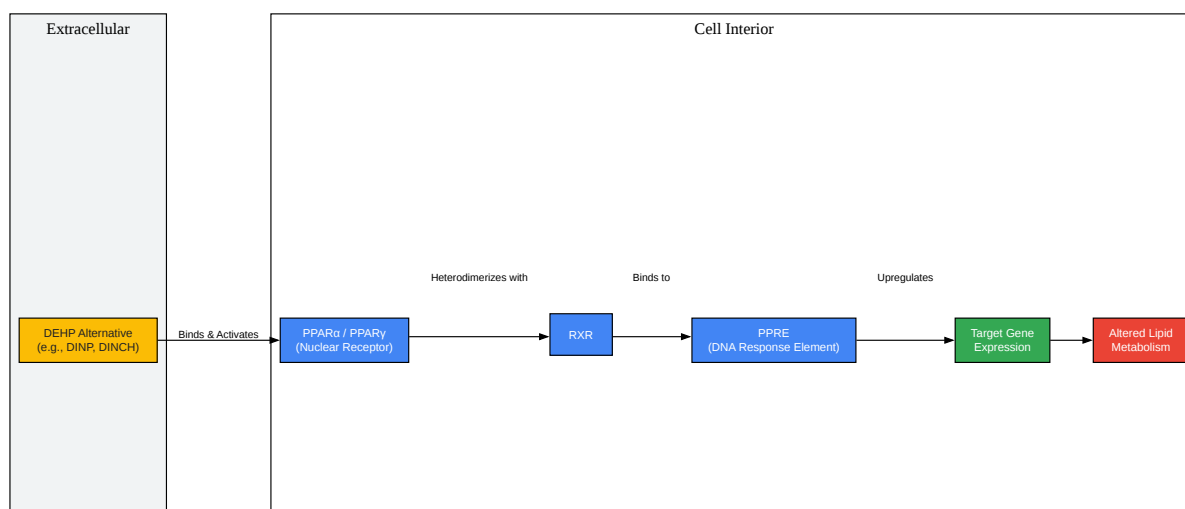 Extracellular
Cell Interior
Heterodimerizes with
Binds to
Upregulates
DEHP Alternative
(e.g., DINP, DINCH)
Binds & Activates
PPARα / PPARγ
(Nuclear Receptor)
RXR
PPRE
(DNA Response Element)
Target Gene
Expression
Altered Lipid
Metabolism